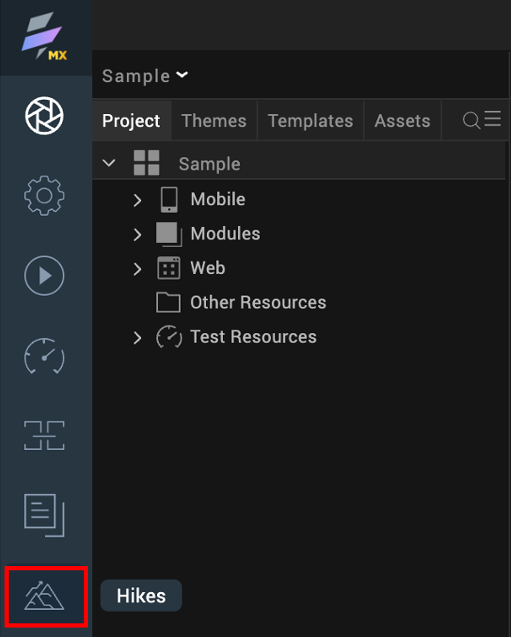 MX
Sample
Project Themes Templates Assets
Sample
Mobile
Modules
Web
Other Resources
Test Resources
Hikes